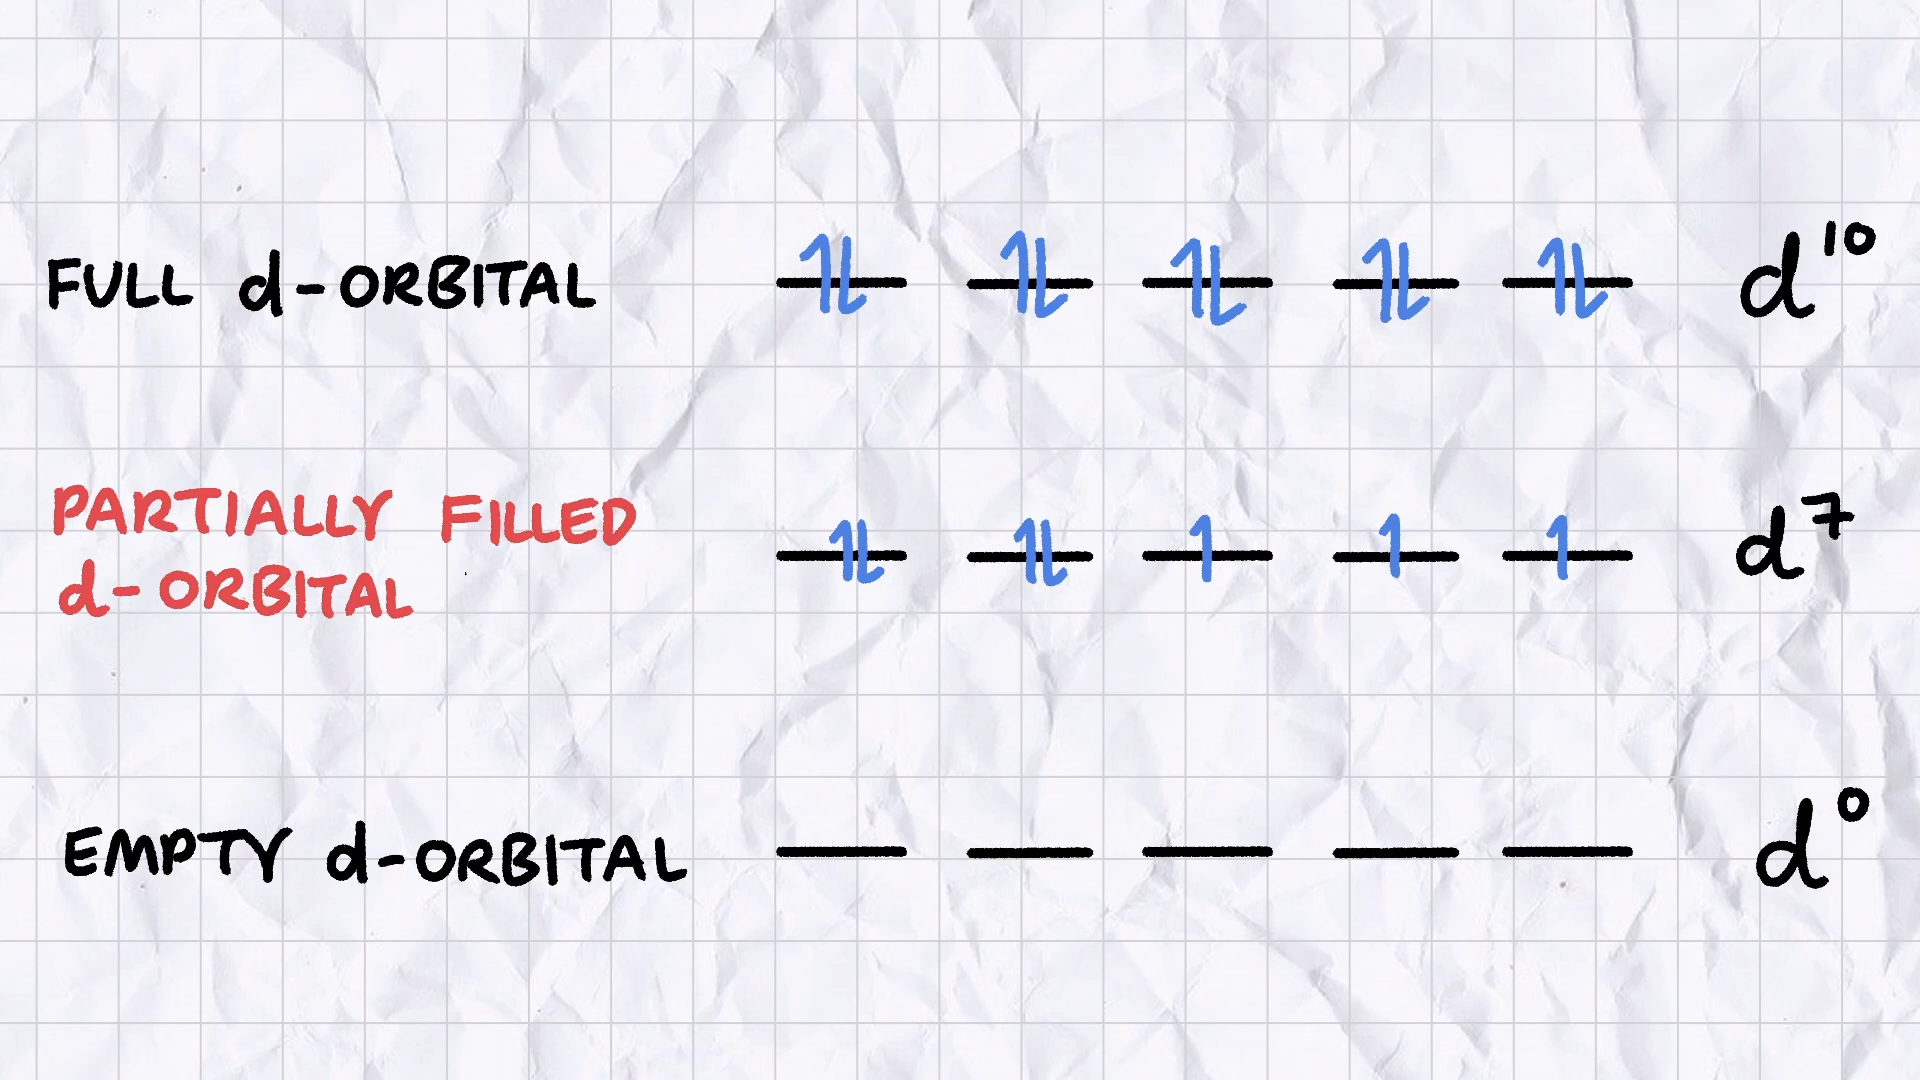 FULL d-ORBITAL
d¹⁰
PARTIALLY FILLED
d-ORBITAL
d⁷
EMPTY d-ORBITAL
d⁰